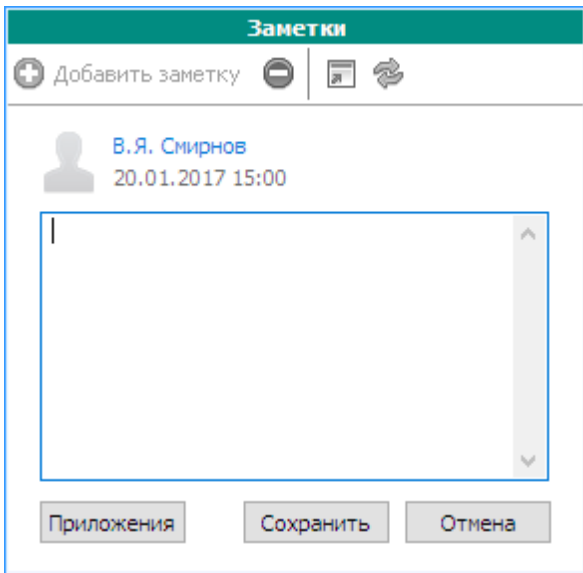 Заметки
Добавить заметку
В.Я. Смирнов
20.01.2017 15:00
Приложения Сохранить Отмена